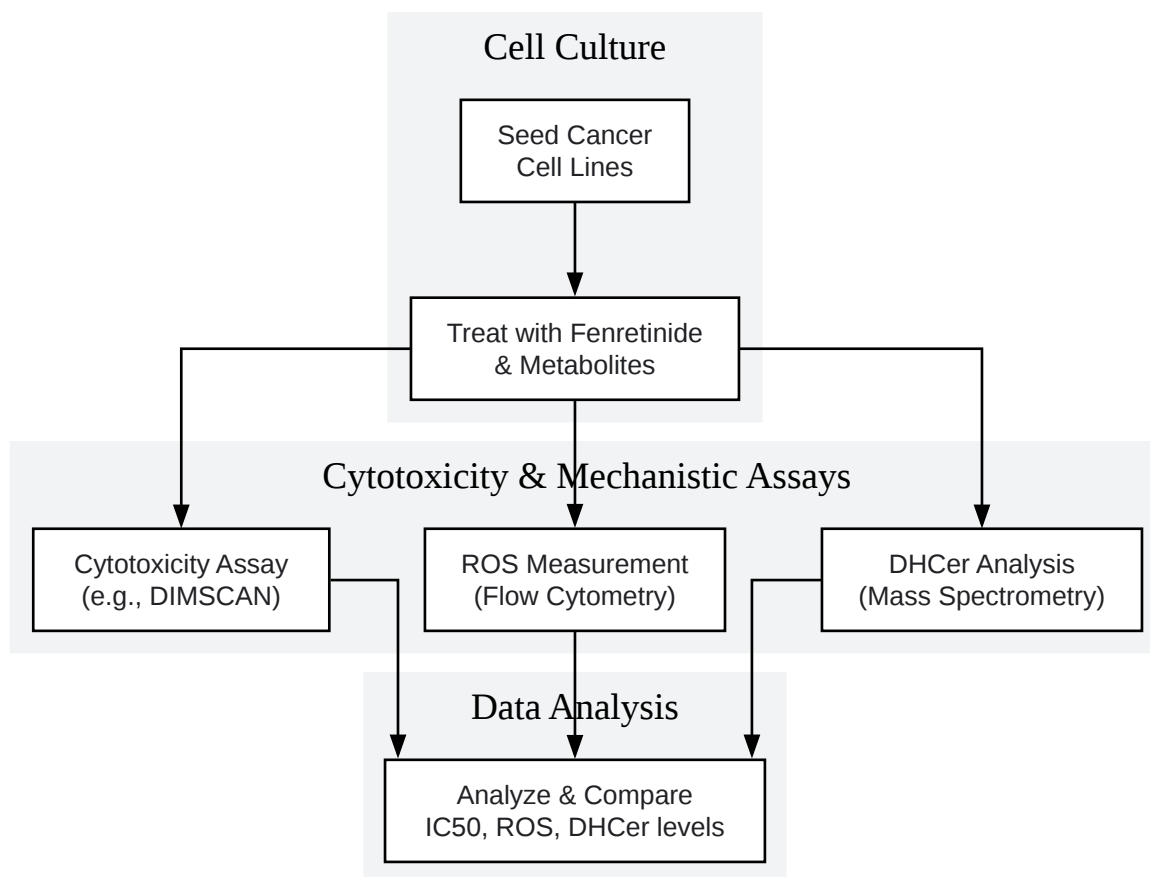 Cell Culture
Seed Cancer
Cell Lines
Treat with Fenretinide
& Metabolites
Cytotoxicity & Mechanistic Assays
Cytotoxicity Assay
(e.g., DIMSCAN)
ROS Measurement
(Flow Cytometry)
DHCer Analysis
(Mass Spectrometry)
Data Analysis
Analyze & Compare
IC50, ROS, DHCer levels